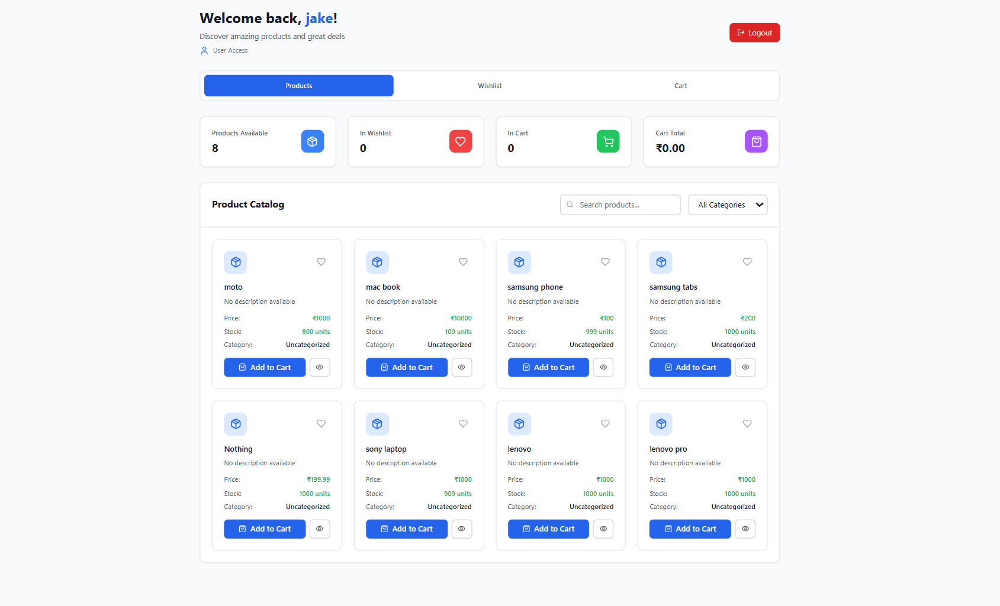 Welcome back, jake!
Discover amazing products and great deals
User Access
Logout
Products
Wishlist
Cart
Products Available
8
In Wishlist
0
In Cart
0
Cart Total
₹0.00
Product Catalog
Search products...
All Categories
moto
No description available
Price: ₹1000
Stock: 800 units
Category: Uncategorized
Add to Cart
mac book
No description available
Price: ₹10000
Stock: 100 units
Category: Uncategorized
Add to Cart
samsung phone
No description available
Price: ₹100
Stock: 999 units
Category: Uncategorized
Add to Cart
samsung tabs
No description available
Price: ₹200
Stock: 1000 units
Category: Uncategorized
Add to Cart
Nothing
No description available
Price: ₹199.99
Stock: 1000 units
Category: Uncategorized
Add to Cart
sony laptop
No description available
Price: ₹1000
Stock: 909 units
Category: Uncategorized
Add to Cart
lenovo
No description available
Price: ₹1000
Stock: 1000 units
Category: Uncategorized
Add to Cart
lenovo pro
No description available
Price: ₹1000
Stock: 1000 units
Category: Uncategorized
Add to Cart